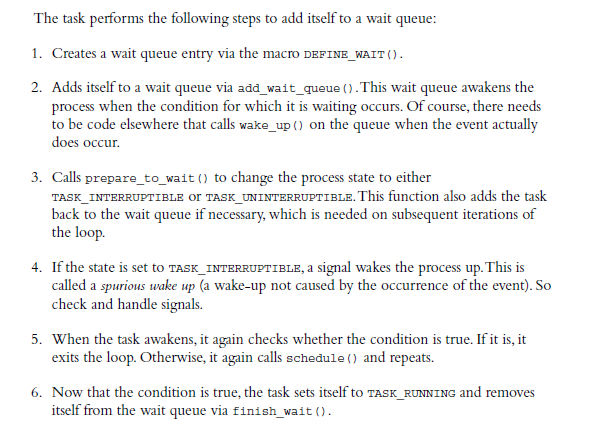 The task performs the following steps to add itself to a wait queue:
1. Creates a wait queue entry via the macro DEFINE_WAIT().
2. Adds itself to a wait queue via add_wait_queue().This wait queue awakens the
process when the condition for which it is waiting occurs. Of course, there needs
to be code elsewhere that calls wake_up() on the queue when the event actually
does occur.
3. Calls prepare_to_wait() to change the process state to either
TASK_INTERRUPTIBLE or TASK_UNINTERRUPTIBLE.This function also adds the task
back to the wait queue if necessary, which is needed on subsequent iterations of
the loop.
4. If the state is set to TASK_INTERRUPTIBLE, a signal wakes the process up.This is
called a spurious wake up (a wake-up not caused by the occurrence of the event). So
check and handle signals.
5. When the task awakens, it again checks whether the condition is true. If it is, it
exits the loop. Otherwise, it again calls schedule() and repeats.
6. Now that the condition is true, the task sets itself to TASK_RUNNING and removes
itself from the wait queue via finish_wait().